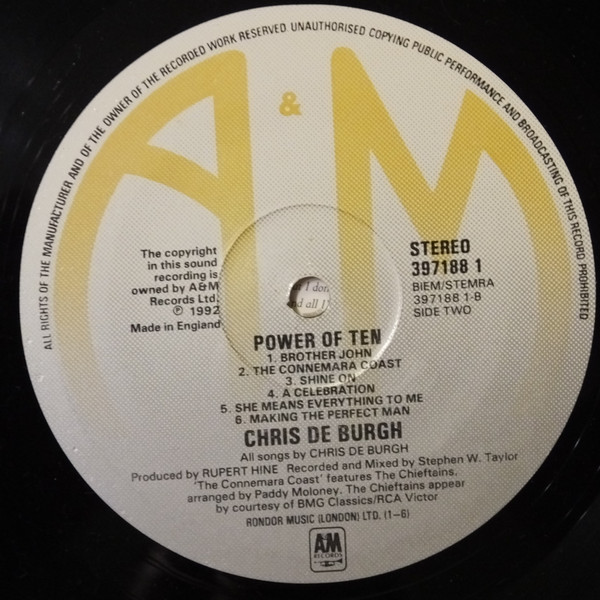 ALL RIGHTS OF THE MANUFACTURER AND OF THE OWNER OF THE RECORDED WORK RESERVED UNAUTHORISED COPYING PUBLIC PERFORMANCE AND BROADCASTING OF THIS RECORD PROHIBITED
A & M
The copyright
in this sound
recording is
owned by A&M
Records Ltd.
℗ 1992
Made in England
STEREO
397188 1
BIEM/STEMRA
397188 1-B
SIDE TWO
POWER OF TEN
1. BROTHER JOHN
2. THE CONNEMARA COAST
3. SHINE ON
4. A CELEBRATION
5. SHE MEANS EVERYTHING TO ME
6. MAKING THE PERFECT MAN
CHRIS DE BURGH
All songs by CHRIS DE BURGH
Produced by RUPERT HINE Recorded and Mixed by Stephen W. Taylor
'The Connemara Coast' features The Chieftains.
arranged by Paddy Moloney. The Chieftains appear
by courtesy of BMG Classics/RCA Victor
RONDOR MUSIC (LONDON) LTD. (1-6)
A&M
RECORDS